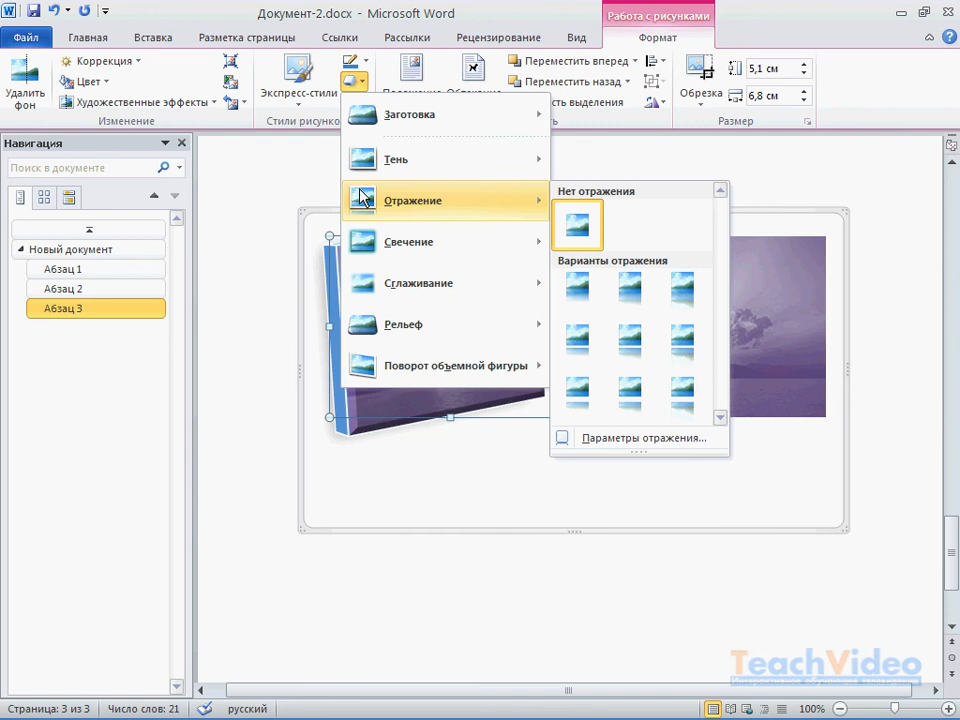 Документ-2.docx - Microsoft Word
Работа с рисунками
Файл
Главная
Вставка
Разметка страницы
Ссылки
Рассылки
Рецензирование
Вид
Формат
Удалить фон
Коррекция
Цвет
Художественные эффекты
Изменение
Экспресс-стили
Стили рисунко
Переместить вперед
Переместить назад
ь выделения
Обрезка
5,1 см
6,8 см
Размер
Навигация
Поиск в документе
Новый документ
Абзац 1
Абзац 2
Абзац 3
Заготовка
Тень
Отражение
Свечение
Сглаживание
Рельеф
Поворот объемной фигуры
Нет отражения
Варианты отражения
Параметры отражения...
TeachVideo
Страница: 3 из 3
Число слов: 21
русский
100%